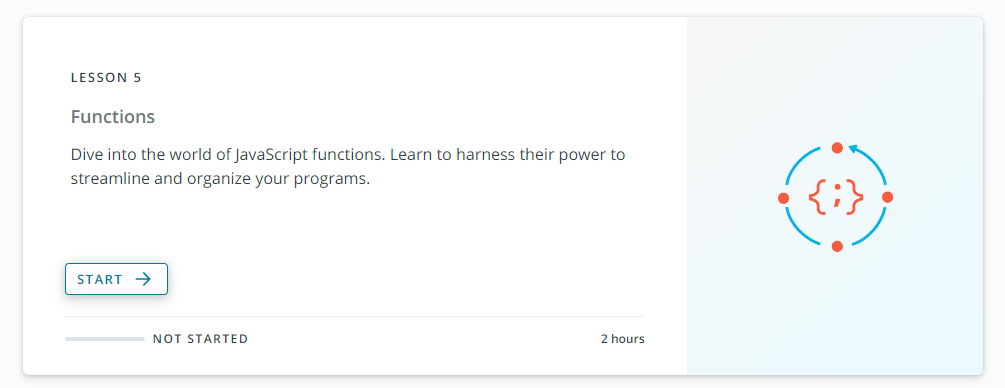 LESSON 5
Functions
Dive into the world of JavaScript functions. Learn to harness their power to
streamline and organize your programs.
{;}
START
NOT STARTED
2 hours